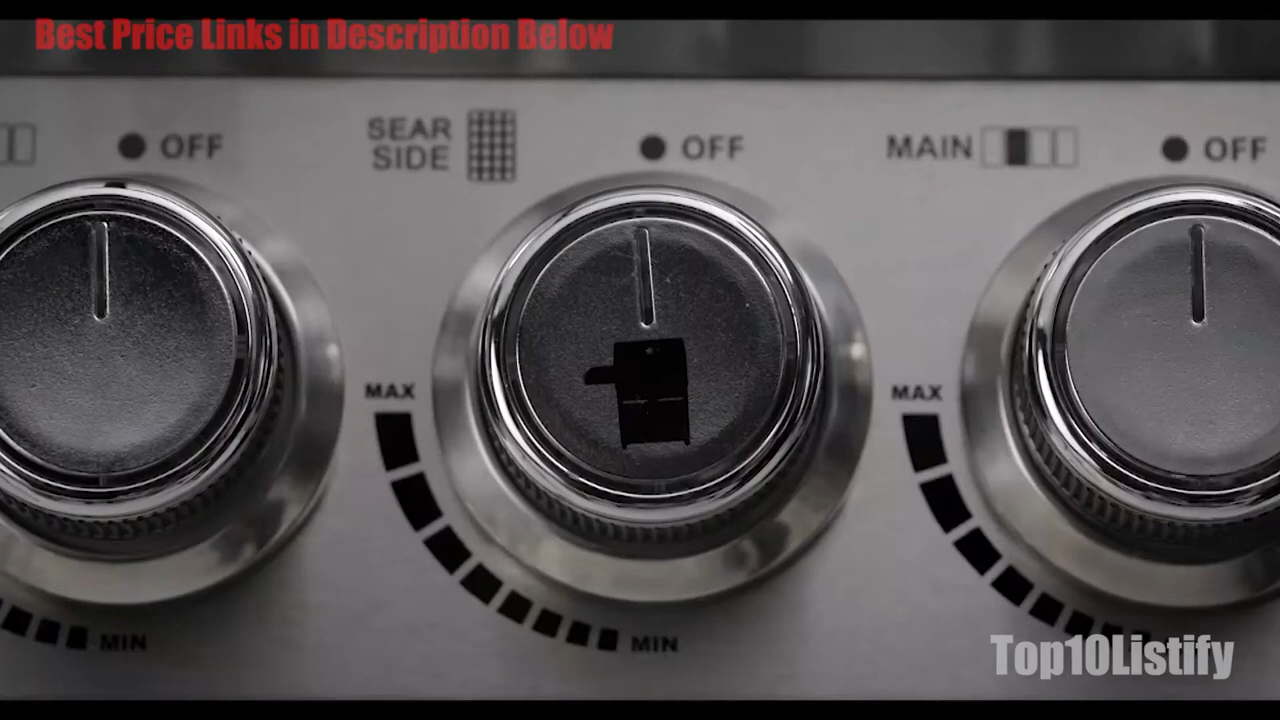 Best Price Links in Description Below
OFF
SEAR
SIDE
OFF
MAIN
OFF
MAX
MAX
MIN
MIN
Top10Listify